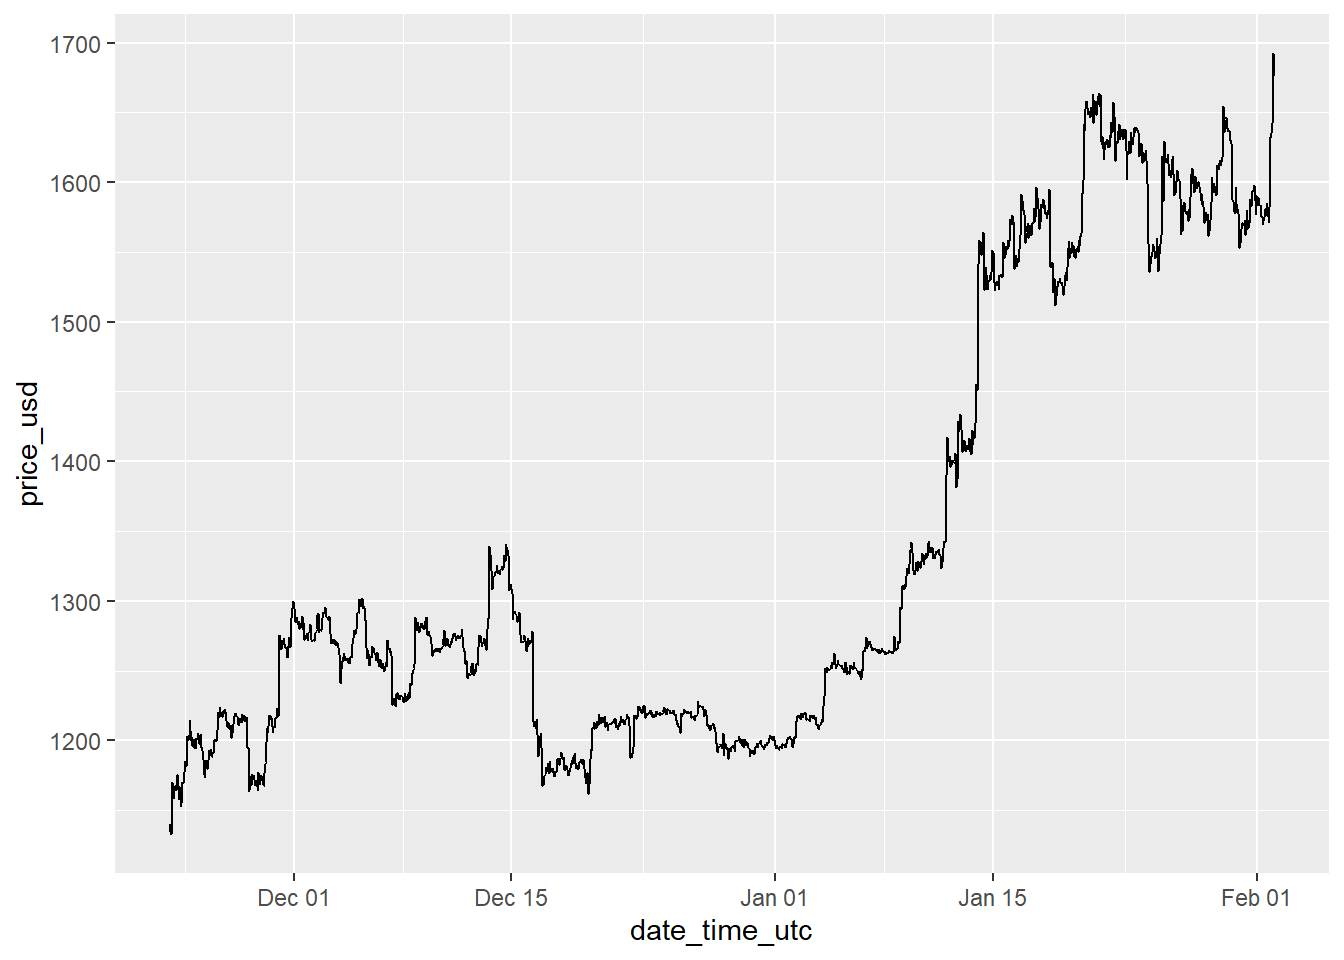 1700
1600
1500
1400
1300
1200
price_usd
Dec 01
Dec 15
Jan 01
Jan 15
Feb 01
date_time_utc